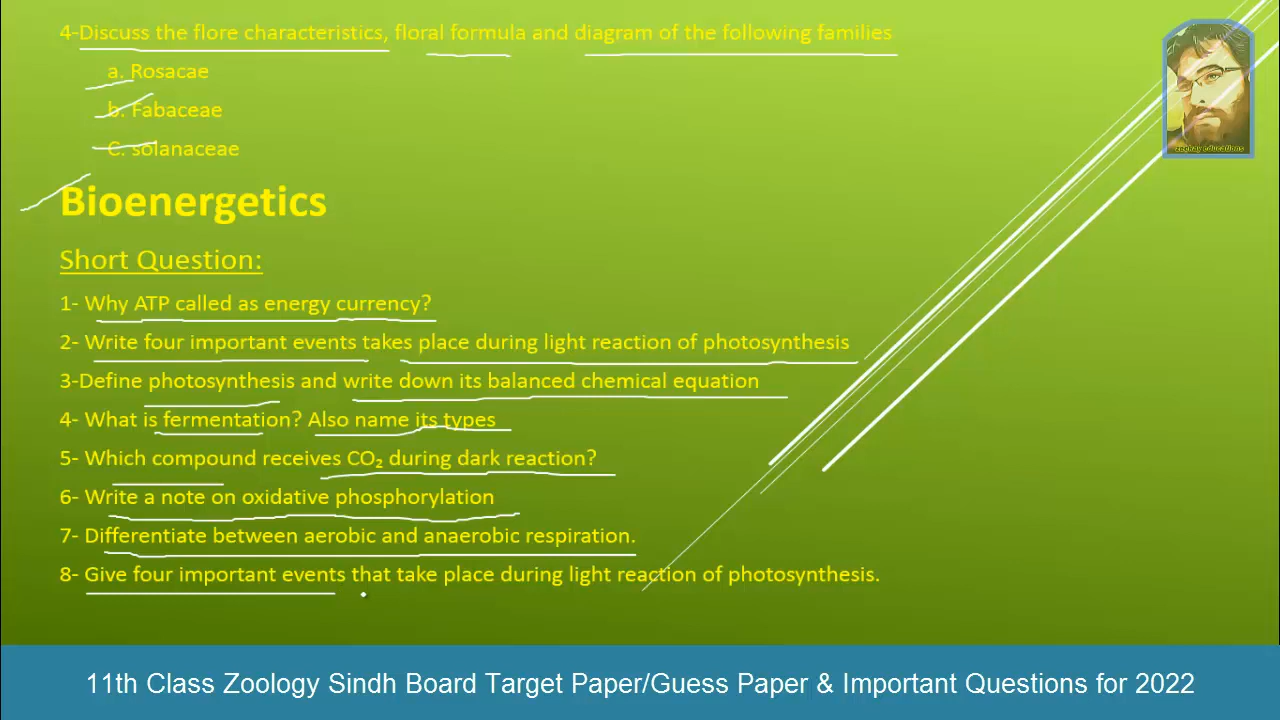 4-Discuss the flore characteristics, floral formula and diagram of the following families
a. Rosacae
b. Fabaceae
C. solanaceae
Bioenergetics
Short Question:
1- Why ATP called as energy currency?
2- Write four important events takes place during light reaction of photosynthesis
3-Define photosynthesis and write down its balanced chemical equation
4- What is fermentation? Also name its types
5- Which compound receives CO₂ during dark reaction?
6- Write a note on oxidative phosphorylation
7- Differentiate between aerobic and anaerobic respiration.
8- Give four important events that take place during light reaction of photosynthesis.
zeekay educations
11th Class Zoology Sindh Board Target Paper/Guess Paper & Important Questions for 2022